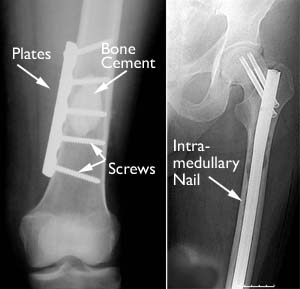 Plates
Bone
Cement
Screws
Intra-
medullary
Nail